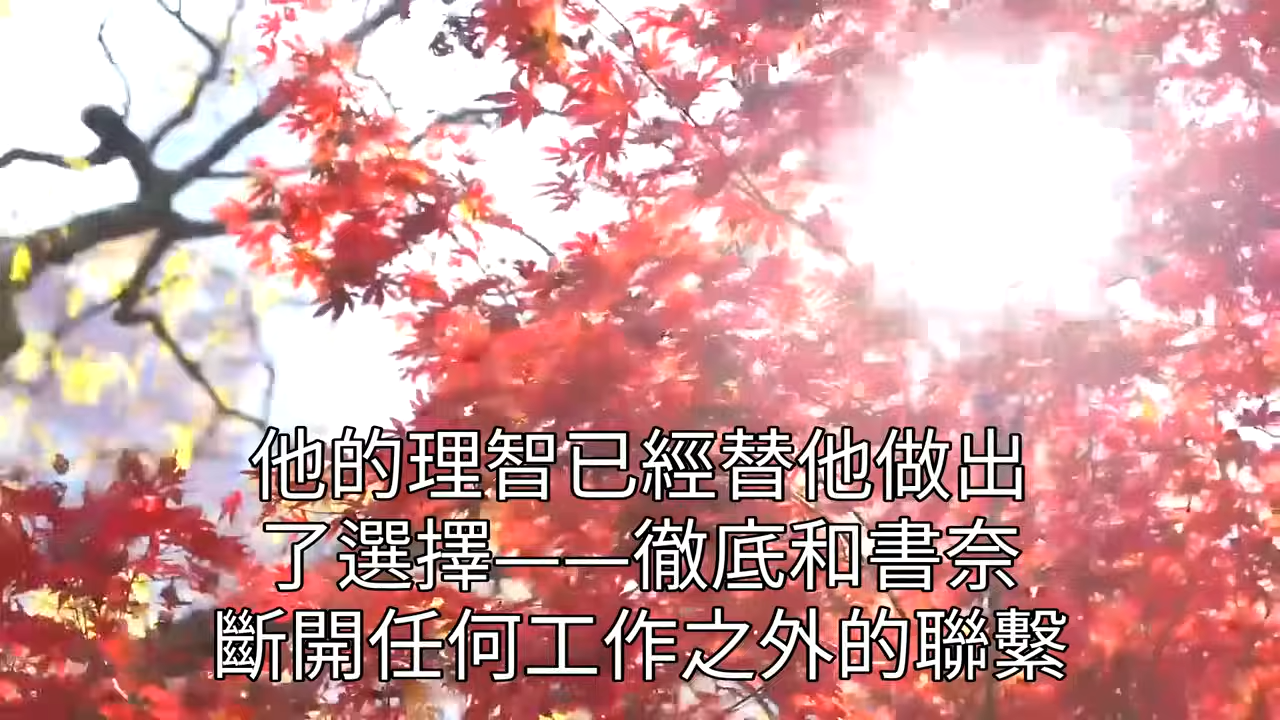 他的理智已經替他做出
了選擇——徹底和書奈
斷開任何工作之外的聯繫